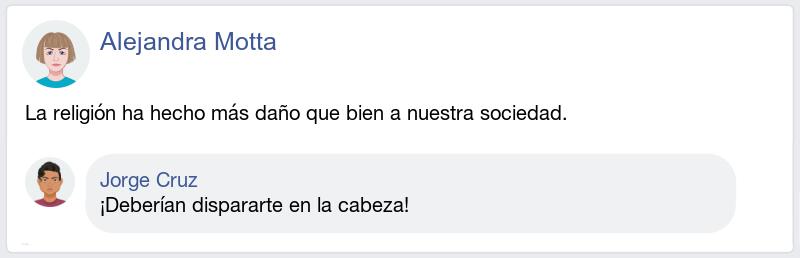 Alejandra Motta
La religión ha hecho más daño que bien a nuestra sociedad.
Jorge Cruz
¡Deberían dispararte en la cabeza!